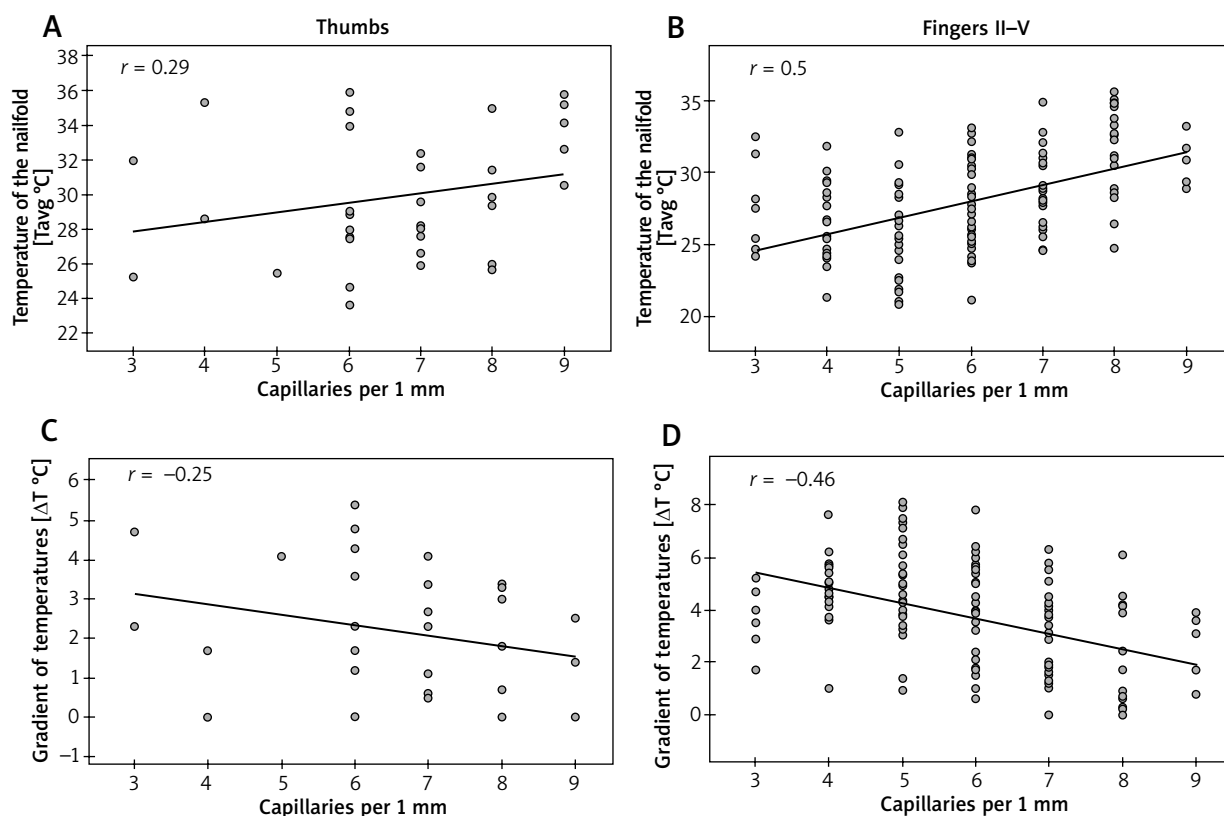 A
Thumbs
r = 0.29
38
36
34
32
30
28
26
24
22
Temperature of the nailfold
[Tavg °C]
3 4 5 6 7 8 9
Capillaries per 1 mm
B
Fingers II–V
r = 0.5
35
30
25
20
Temperature of the nailfold
[Tavg °C]
3 4 5 6 7 8 9
Capillaries per 1 mm
C
r = –0.25
6
5
4
3
2
1
0
–1
Gradient of temperatures [ΔT °C]
3 4 5 6 7 8 9
Capillaries per 1 mm
D
r = –0.46
8
6
4
2
0
Gradient of temperatures [ΔT °C]
3 4 5 6 7 8 9
Capillaries per 1 mm